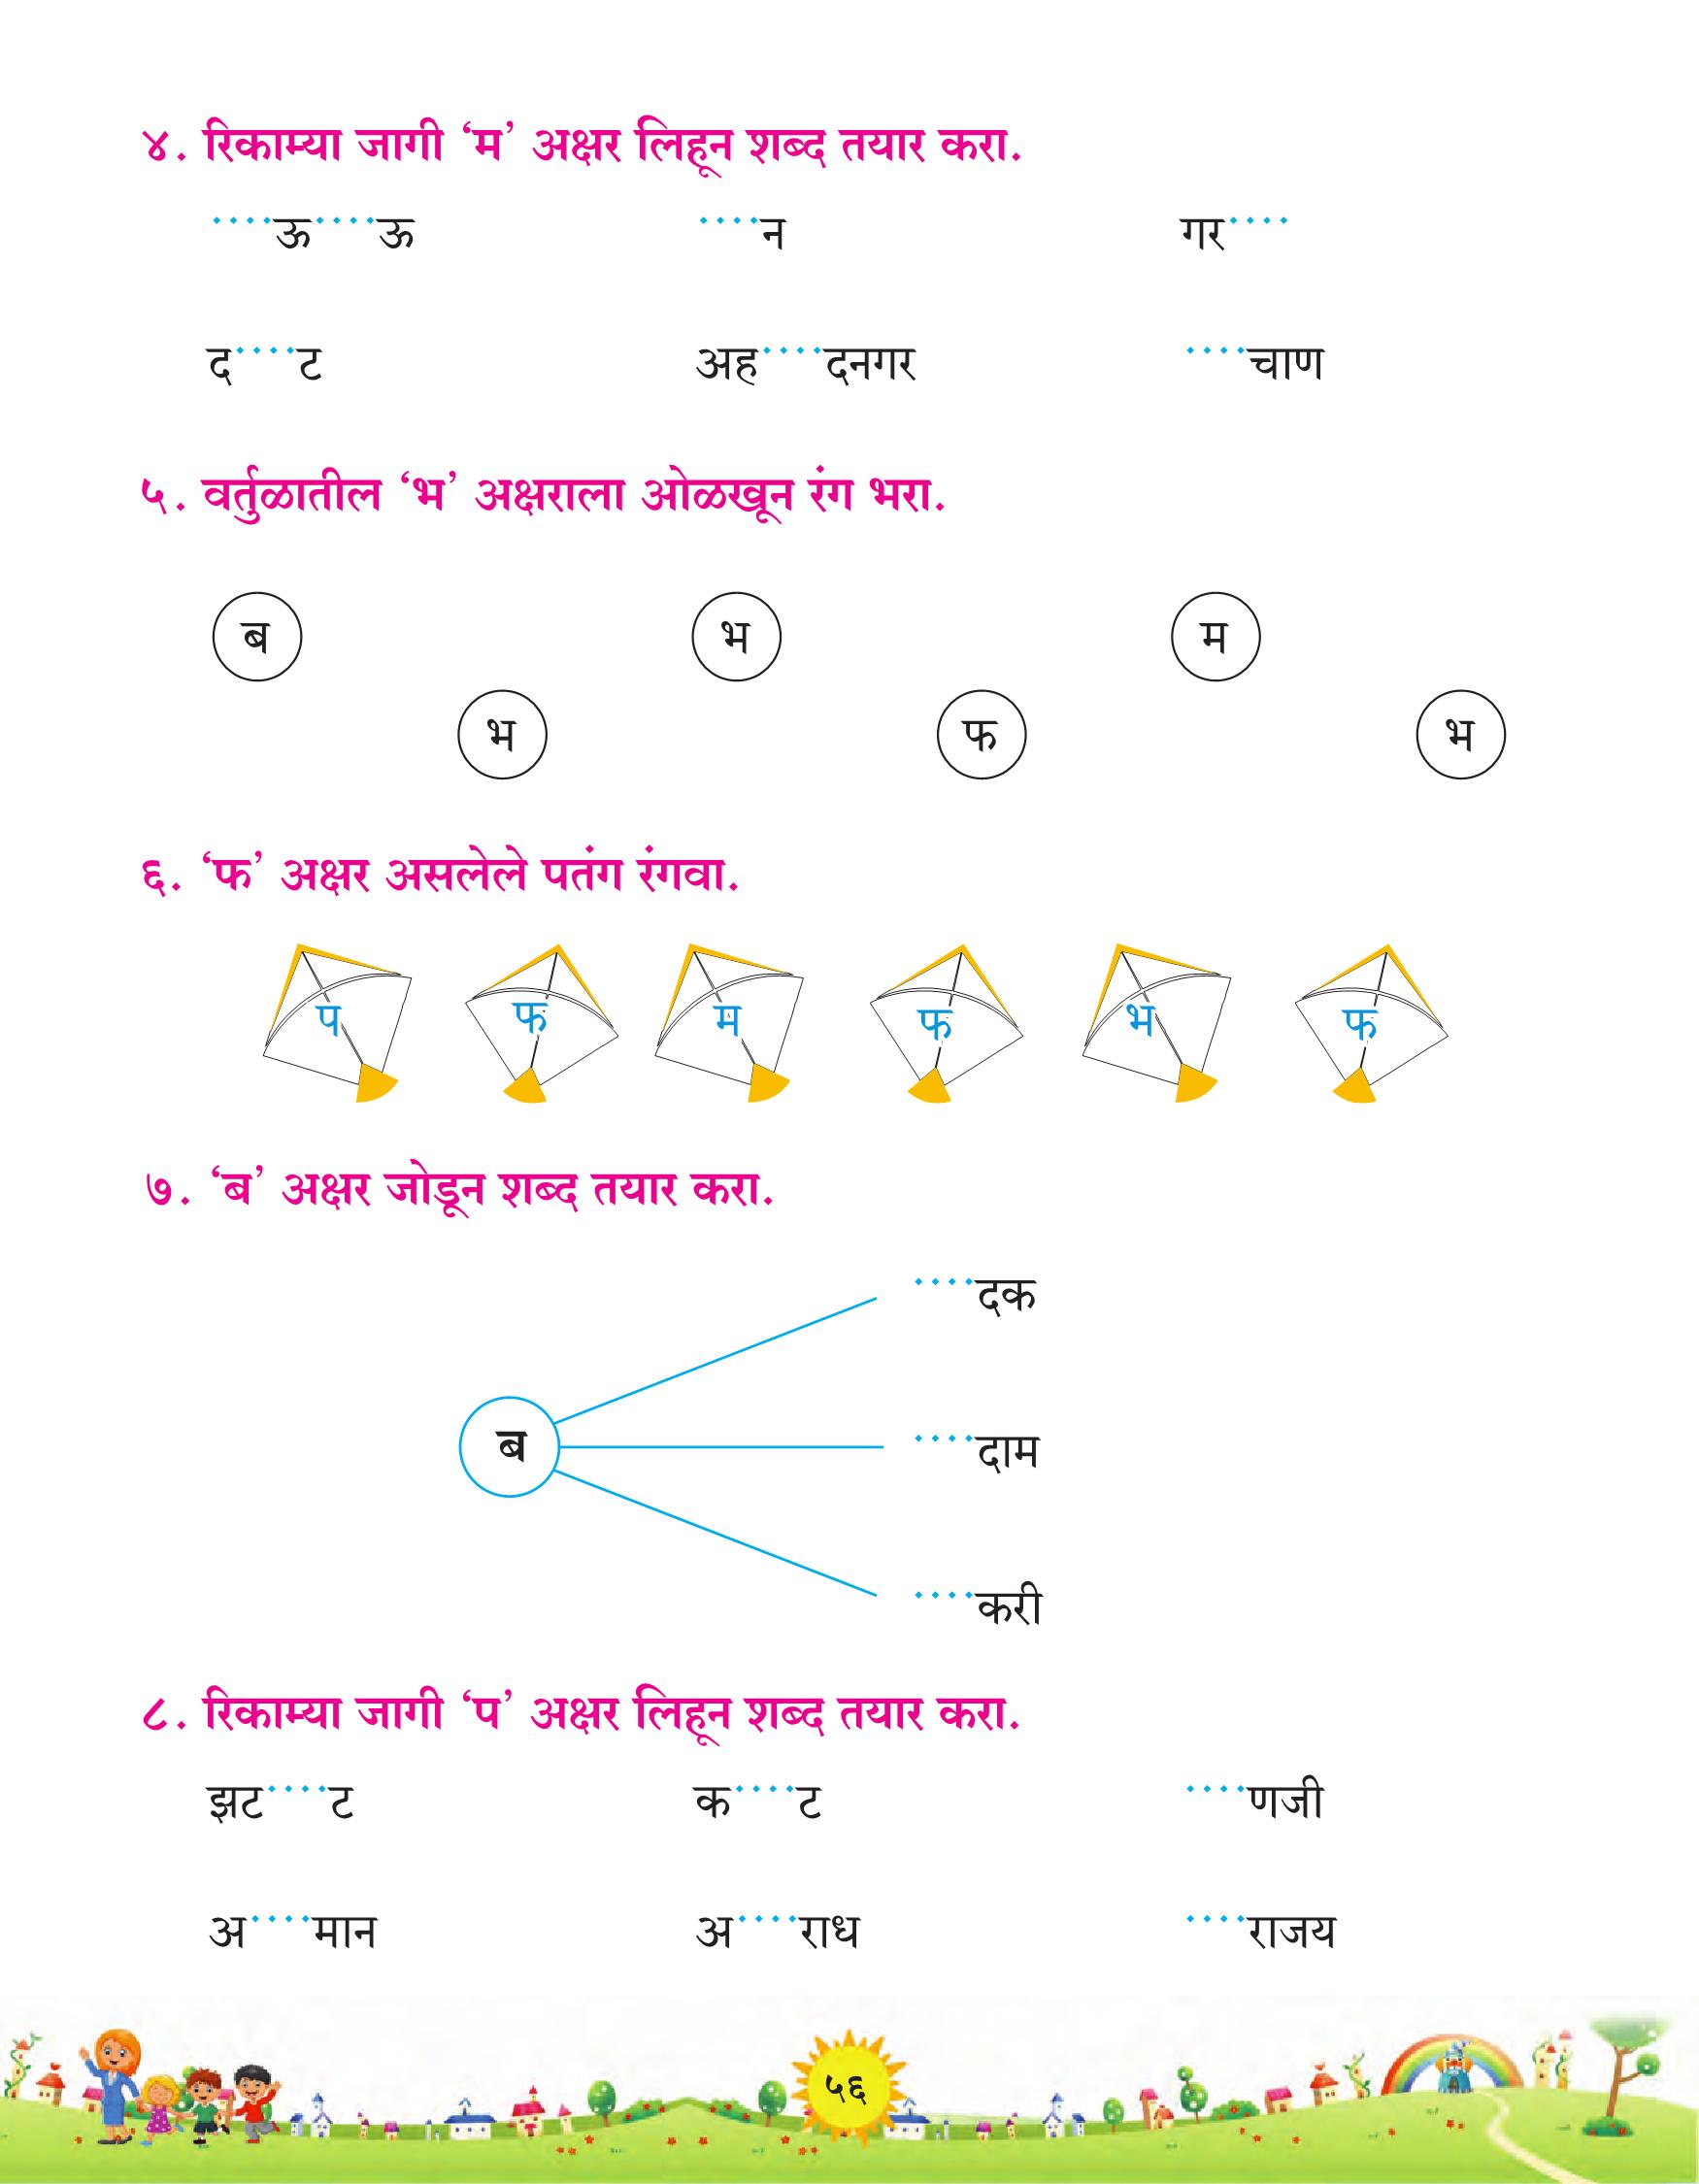 ४. रिकाम्या जागी ‘म’ अक्षर लिहून शब्द तयार करा.
....ऊ....ऊ ....न गर....
द....ट अह....दनगर ....चाण
५. वर्तुळातील ‘भ’ अक्षराला ओळखून रंग भरा.
ब भ म
भ फ भ
६. ‘फ’ अक्षर असलेले पतंग रंगवा.
प फ म फ भ फ
७. ‘ब’ अक्षर जोडून शब्द तयार करा.
....दक
ब ....दाम
....करी
८. रिकाम्या जागी ‘प’ अक्षर लिहून शब्द तयार करा.
झट....ट क....ट ....णजी
अ....मान अ....राध ....राजय
५६